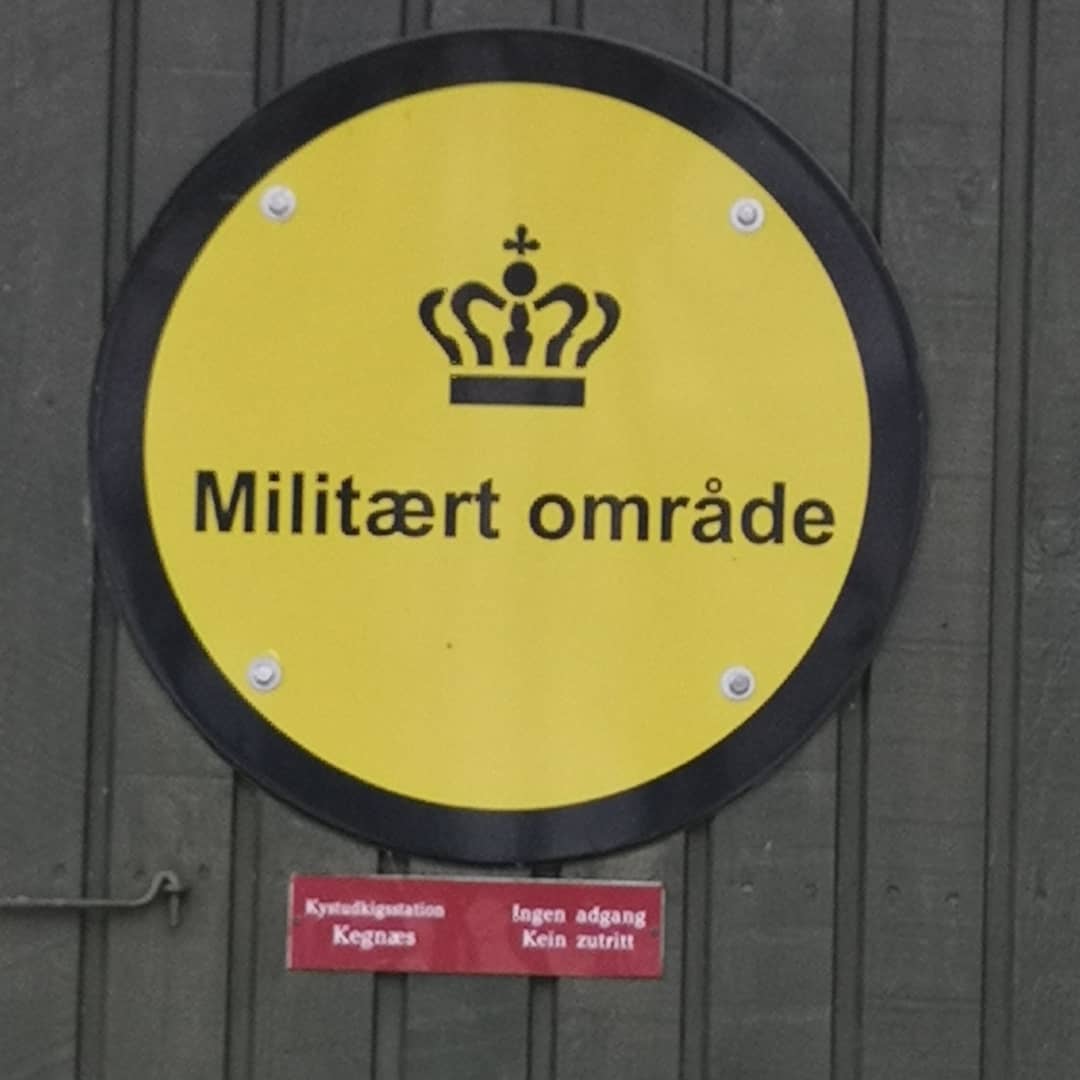 Militært område
Kystudkigsstation
Kegnæs
Ingen adgang
Kein zutritt